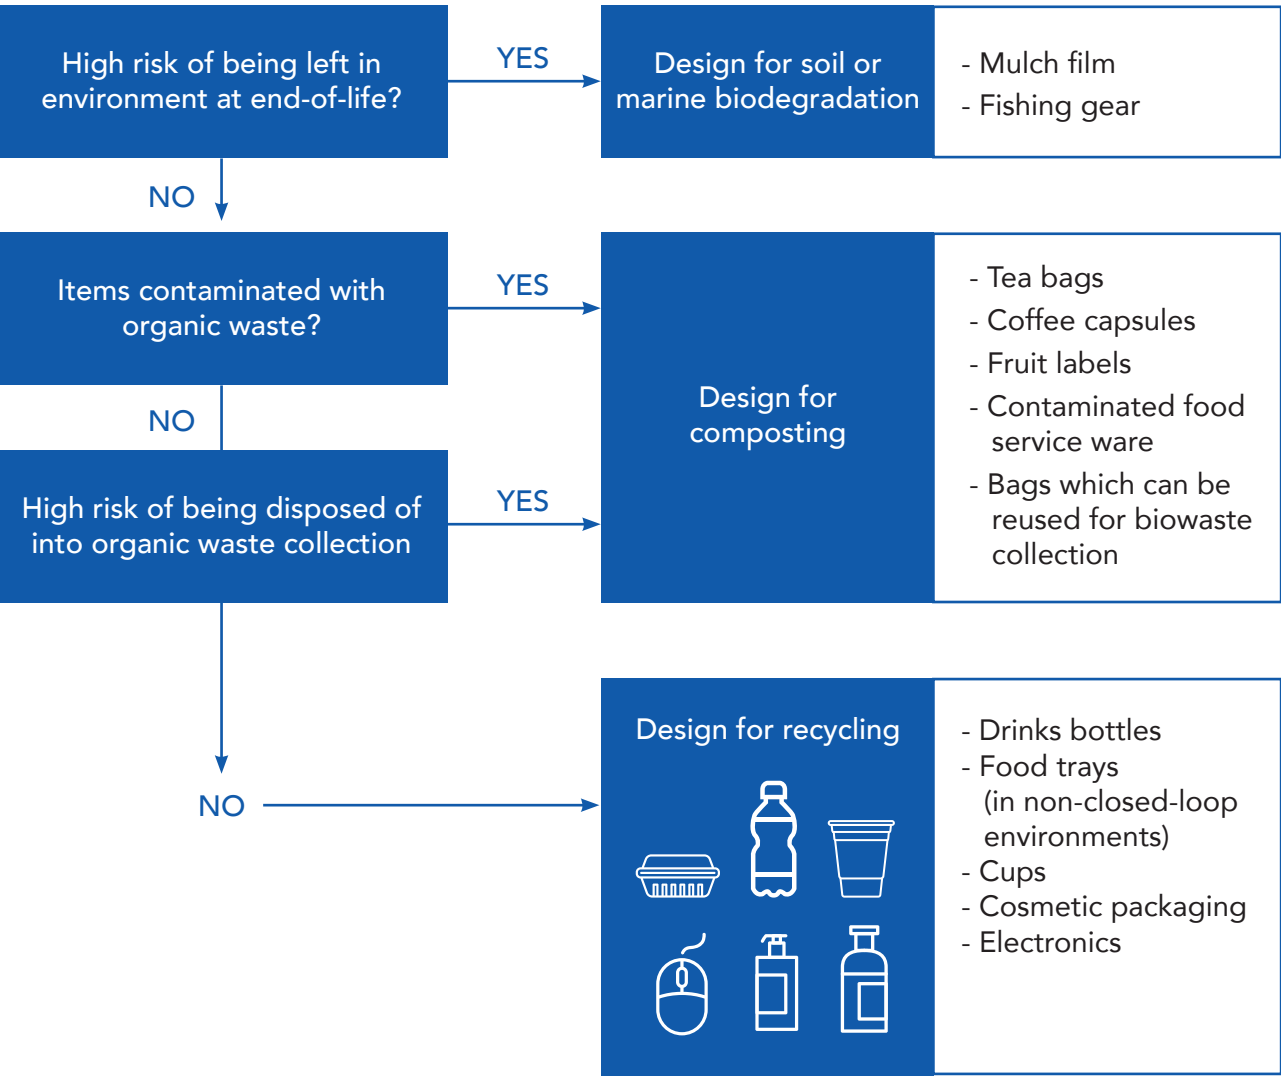 High risk of being left in
environment at end-of-life?
YES
Design for soil or
marine biodegradation
- Mulch film
- Fishing gear
NO
Items contaminated with
organic waste?
YES
Design for
composting
- Tea bags
- Coffee capsules
- Fruit labels
- Contaminated food
service ware
- Bags which can be
reused for biowaste
collection
NO
High risk of being disposed of
into organic waste collection
YES
NO
Design for recycling
- Drinks bottles
- Food trays
(in non-closed-loop
environments)
- Cups
- Cosmetic packaging
- Electronics